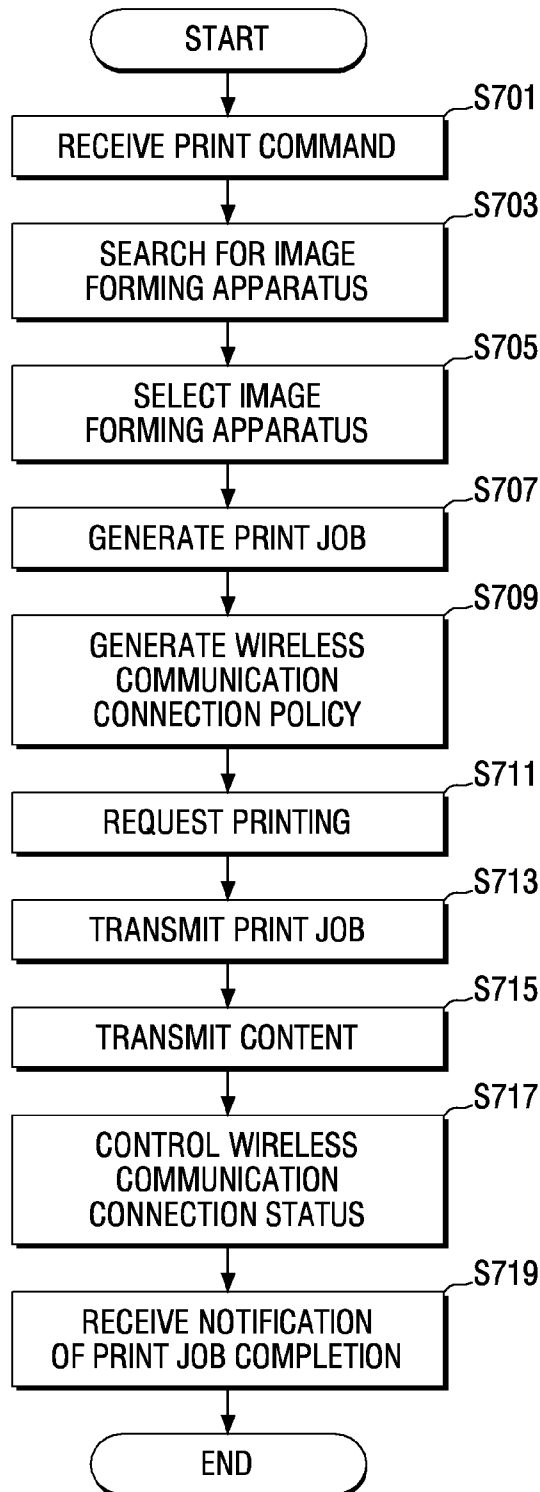 START
S701
RECEIVE PRINT COMMAND
S703
SEARCH FOR IMAGE
FORMING APPARATUS
S705
SELECT IMAGE
FORMING APPARATUS
S707
GENERATE PRINT JOB
S709
GENERATE WIRELESS
COMMUNICATION
CONNECTION POLICY
S711
REQUEST PRINTING
S713
TRANSMIT PRINT JOB
S715
TRANSMIT CONTENT
S717
CONTROL WIRELESS
COMMUNICATION
CONNECTION STATUS
S719
RECEIVE NOTIFICATION
OF PRINT JOB COMPLETION
END